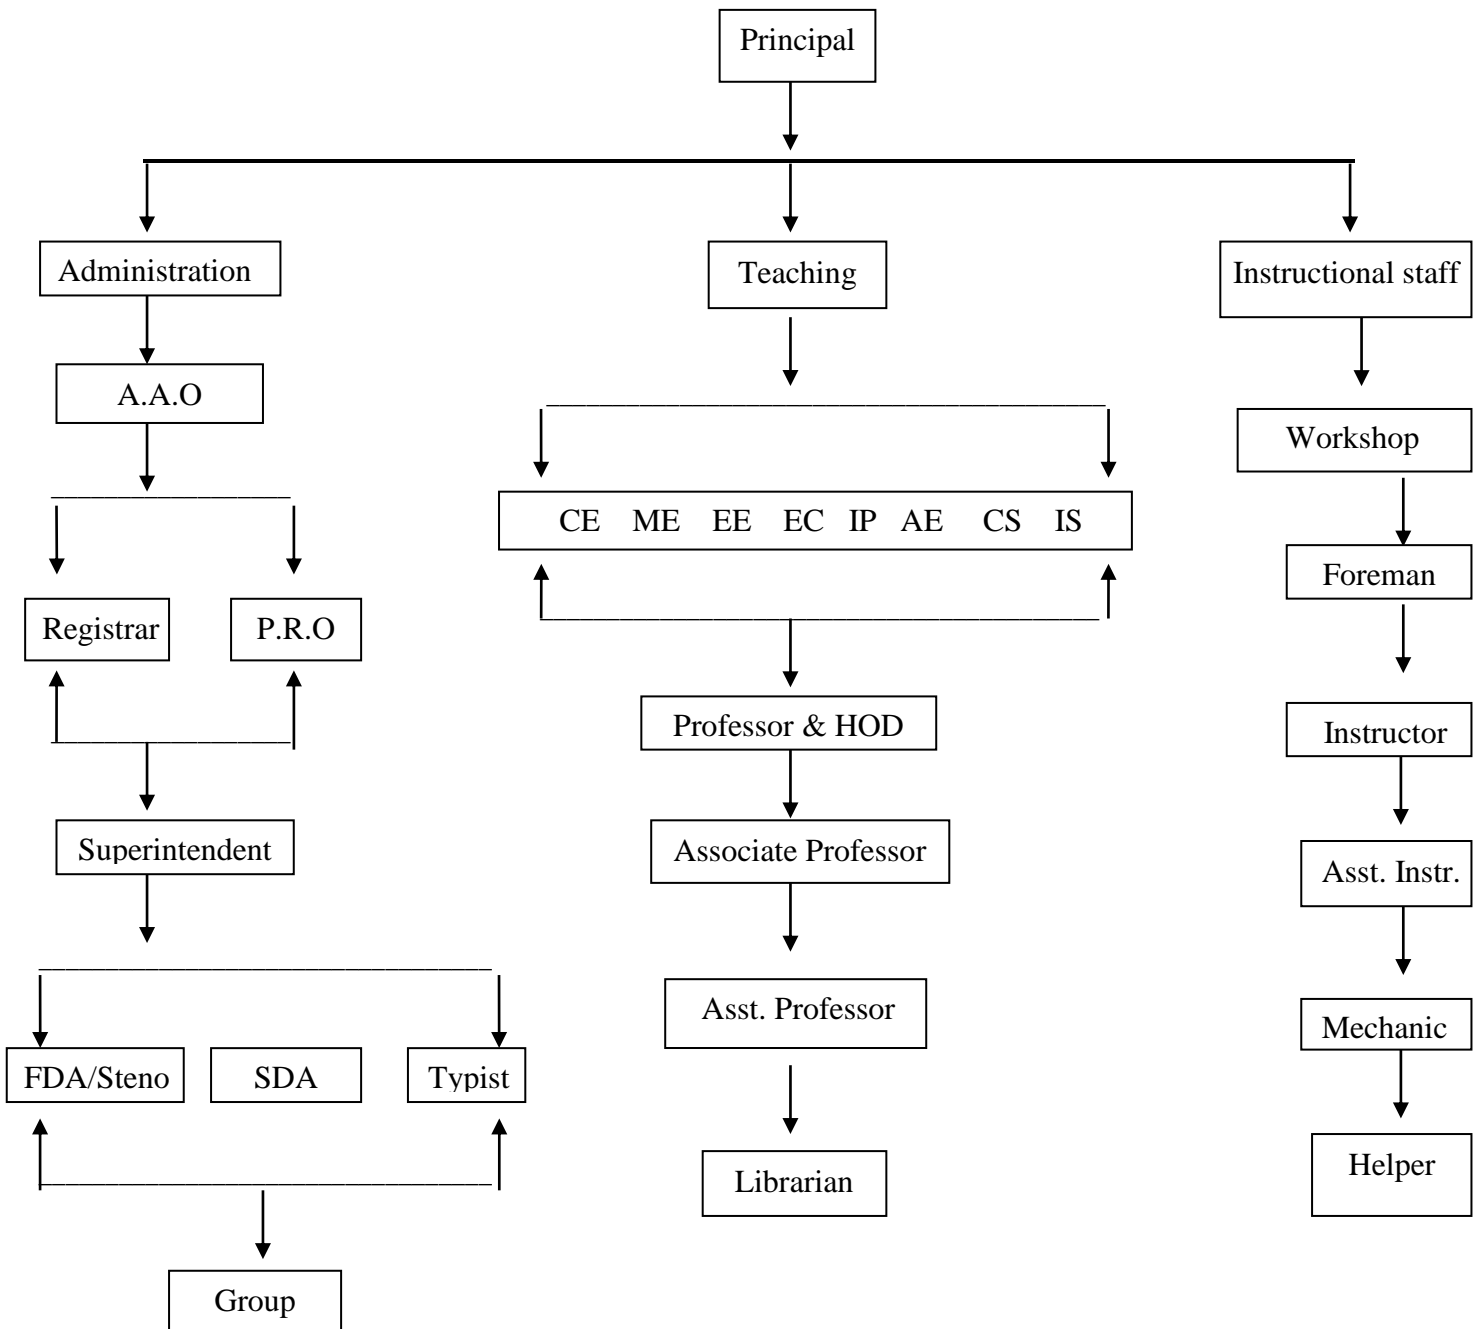 Principal
Administration
Teaching
Instructional staff
A.A.O
Workshop
CE ME EE EC IP AE CS IS
Foreman
Registrar
P.R.O
Professor & HOD
Instructor
Superintendent
Associate Professor
Asst. Instr.
Asst. Professor
Mechanic
FDA/Steno
SDA
Typist
Librarian
Helper
Group